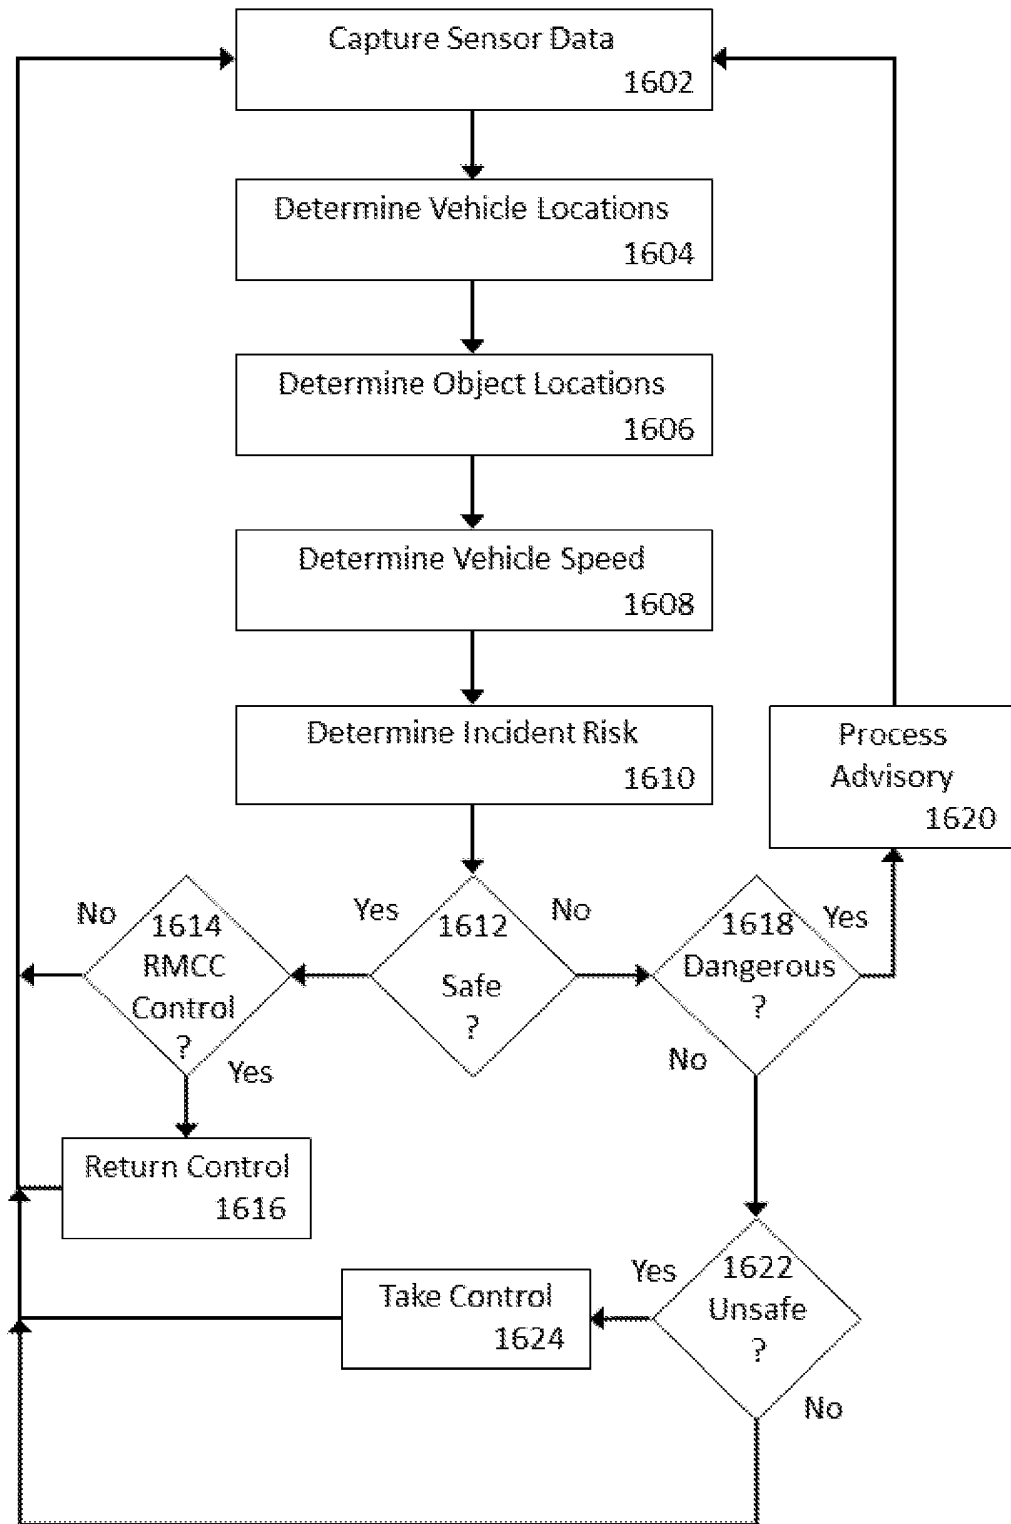 Capture Sensor Data
1602
Determine Vehicle Locations
1604
Determine Object Locations
1606
Determine Vehicle Speed
1608
Determine Incident Risk
1610
Process
Advisory
1620
No
1614
RMCC
Control
?
Yes
Yes
1612
Safe
?
No
1618
Dangerous
?
Yes
No
Return Control
1616
Take Control
1624
Yes
1622
Unsafe
?
No